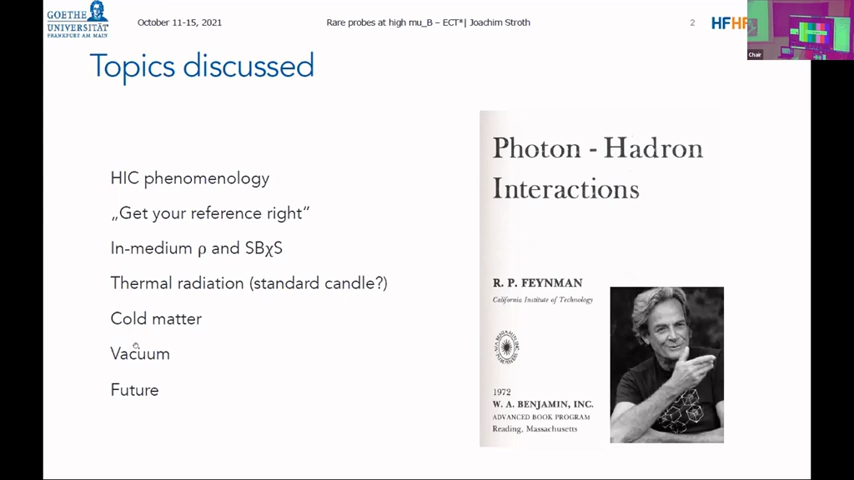 GOETHE
UNIVERSITÄT
FRANKFURT AM MAIN
October 11-15, 2021
Rare probes at high mu_B – ECT*| Joachim Stroth
2
HFHF
Chair
Topics discussed
HIC phenomenology
„Get your reference right“
In-medium ρ and SBχS
Thermal radiation (standard candle?)
Cold matter
Vacuum
Future
Photon - Hadron
Interactions
R. P. FEYNMAN
California Institute of Technology
1972
W. A. BENJAMIN, INC.
ADVANCED BOOK PROGRAM
Reading, Massachusetts